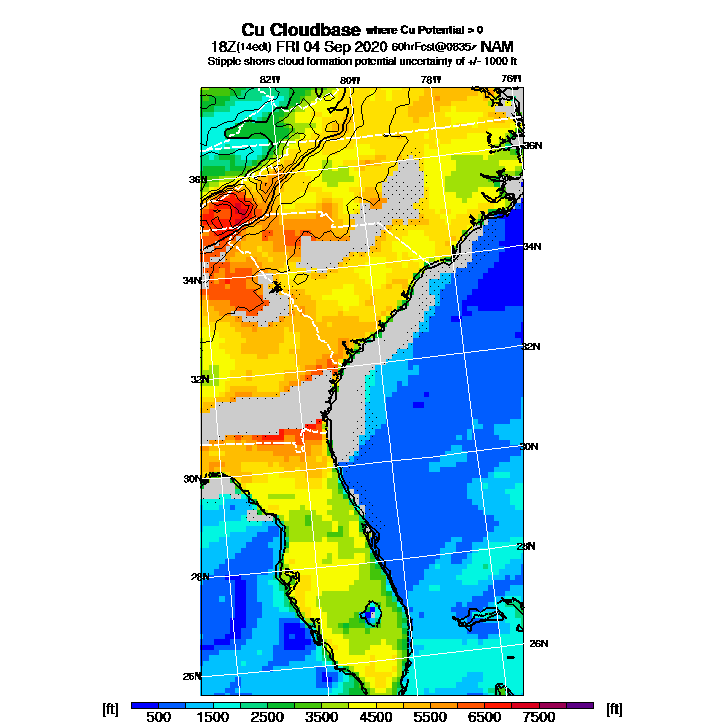 Cu Cloudbase where Cu Potential > 0
18Z(14edt) FRI 04 Sep 2020 60hrFcst@0835z NAM
Stipple shows cloud formation potential uncertainty of +/- 1000 ft
82W 80W 78W 76W
36N
36N
34N
34N
32N
32N
30N
30N
28N
28N
26N
26N
[ft] 500 1500 2500 3500 4500 5500 6500 7500 [ft]